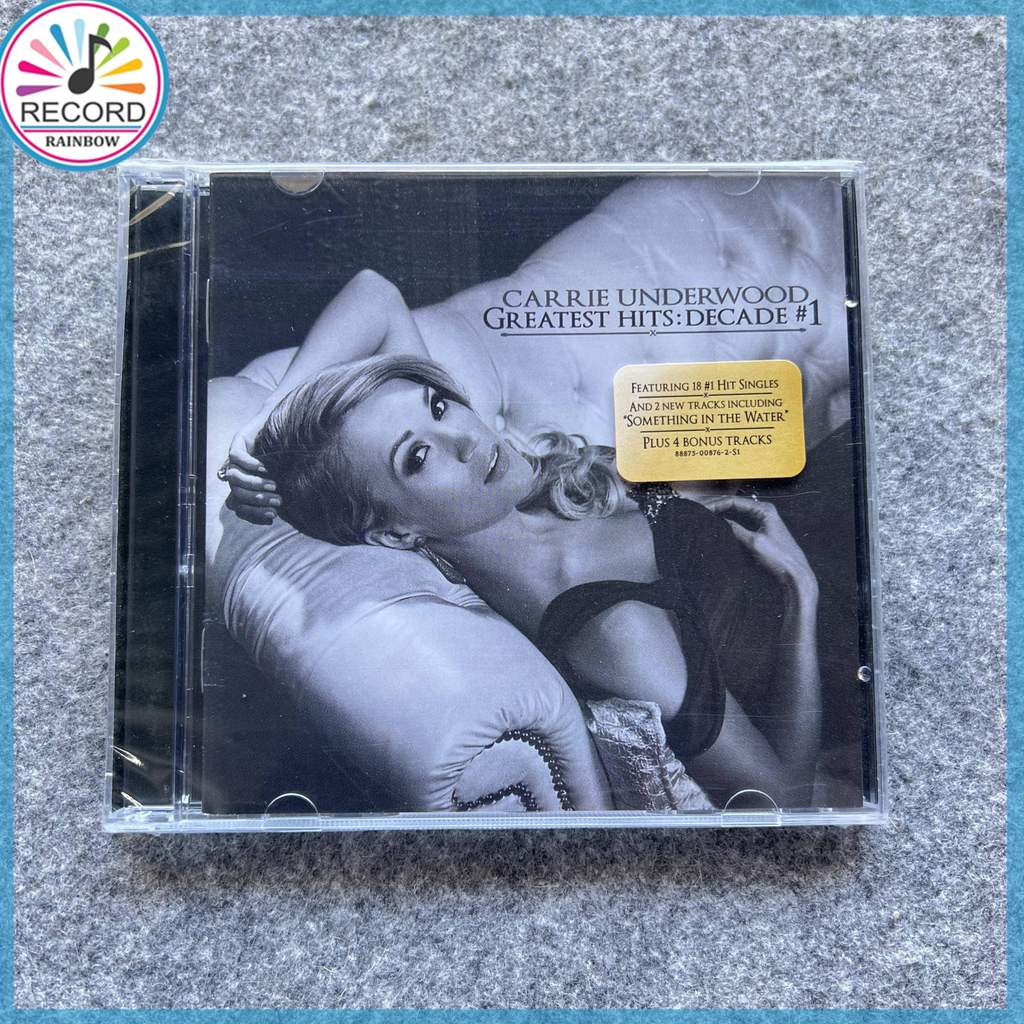 RECORD
RAINBOW
CARRIE UNDERWOOD
GREATEST HITS: DECADE #1
FEATURING 18 #1 HIT SINGLES
AND 2 NEW TRACKS INCLUDING
"SOMETHING IN THE WATER"
PLUS 4 BONUS TRACKS
88875-00876-2-S1